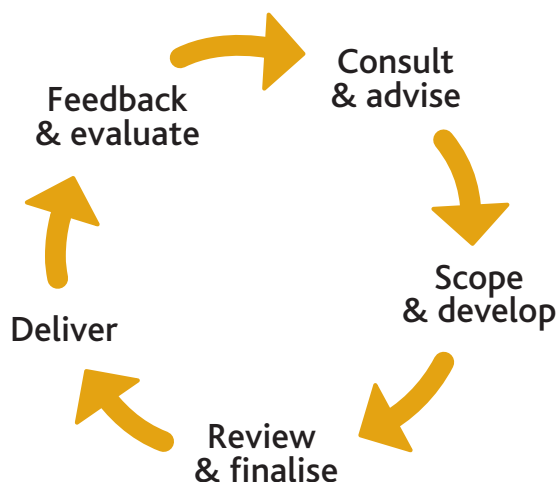 Consult
& advise
Scope
& develop
Review
& finalise
Deliver
Feedback
& evaluate